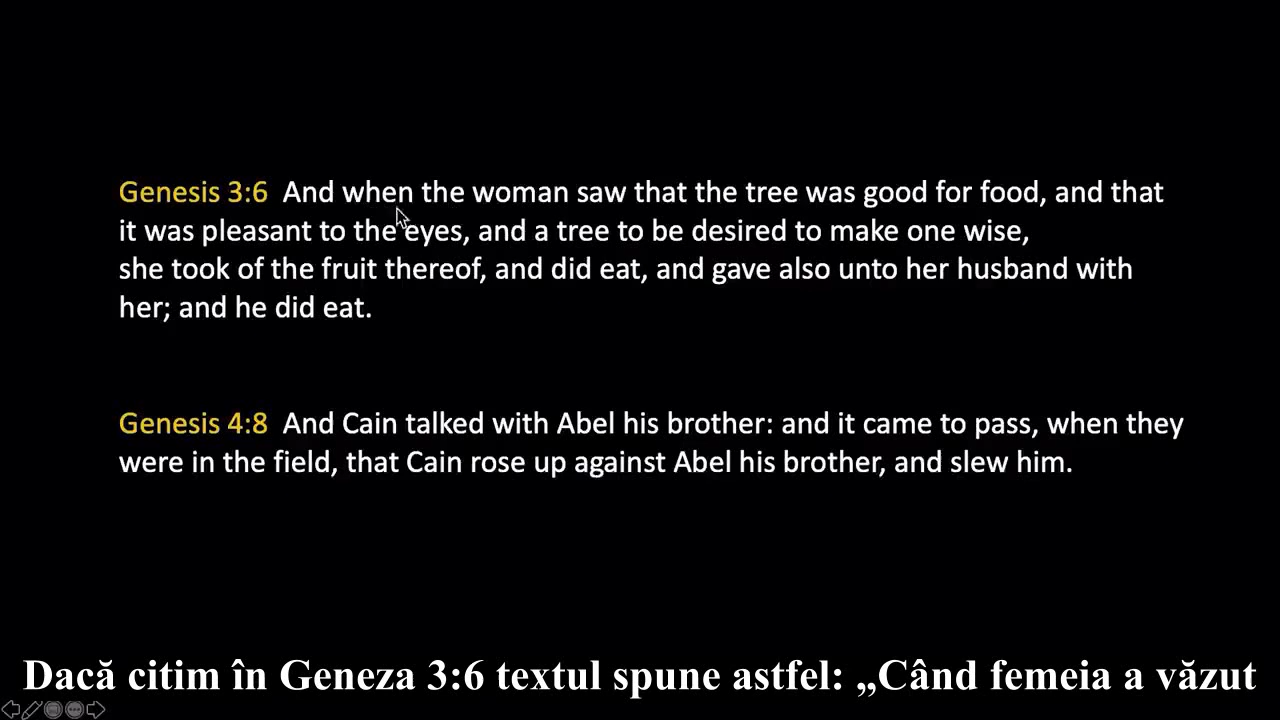 Genesis 3:6 And when the woman saw that the tree was good for food, and that
it was pleasant to the eyes, and a tree to be desired to make one wise,
she took of the fruit thereof, and did eat, and gave also unto her husband with
her; and he did eat.
Genesis 4:8 And Cain talked with Abel his brother: and it came to pass, when they
were in the field, that Cain rose up against Abel his brother, and slew him.
Dacă citim în Geneza 3:6 textul spune astfel: „Când femeia a văzut